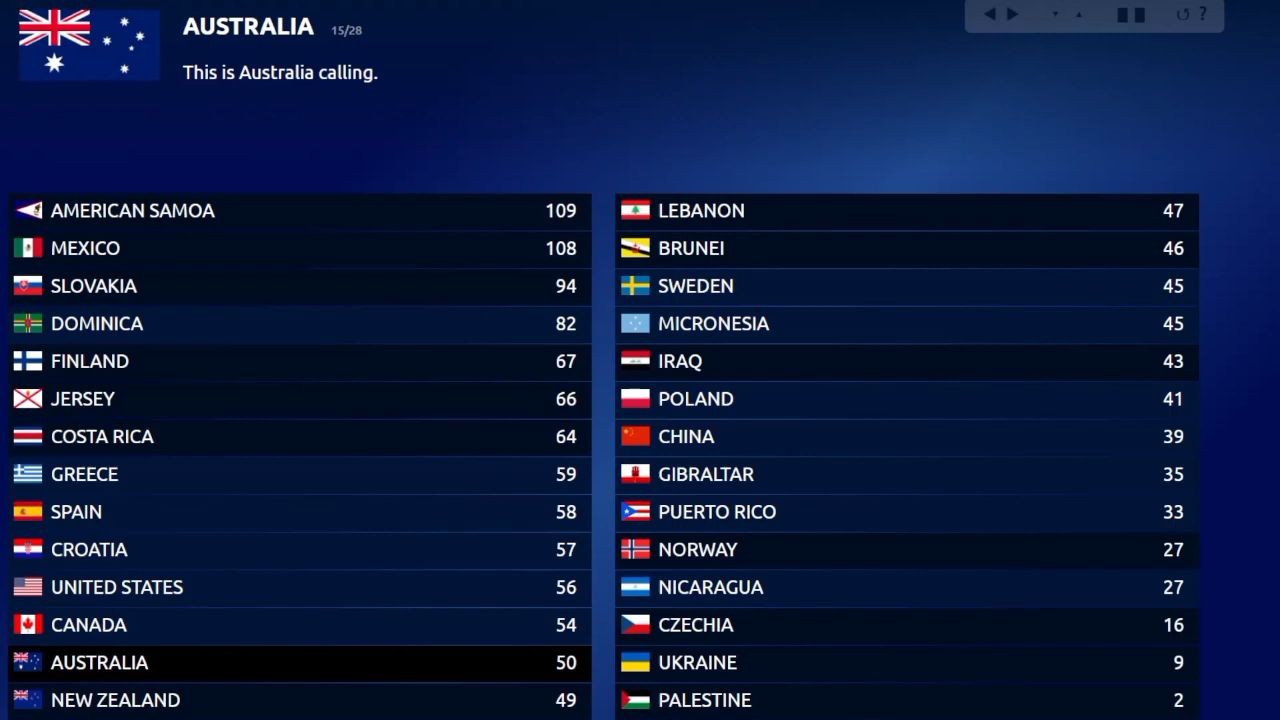 AUSTRALIA 15/28
This is Australia calling.
?
AMERICAN SAMOA 109
MEXICO 108
SLOVAKIA 94
DOMINICA 82
FINLAND 67
JERSEY 66
COSTA RICA 64
GREECE 59
SPAIN 58
CROATIA 57
UNITED STATES 56
CANADA 54
AUSTRALIA 50
NEW ZEALAND 49
LEBANON 47
BRUNEI 46
SWEDEN 45
MICRONESIA 45
IRAQ 43
POLAND 41
CHINA 39
GIBRALTAR 35
PUERTO RICO 33
NORWAY 27
NICARAGUA 27
CZECHIA 16
UKRAINE 9
PALESTINE 2